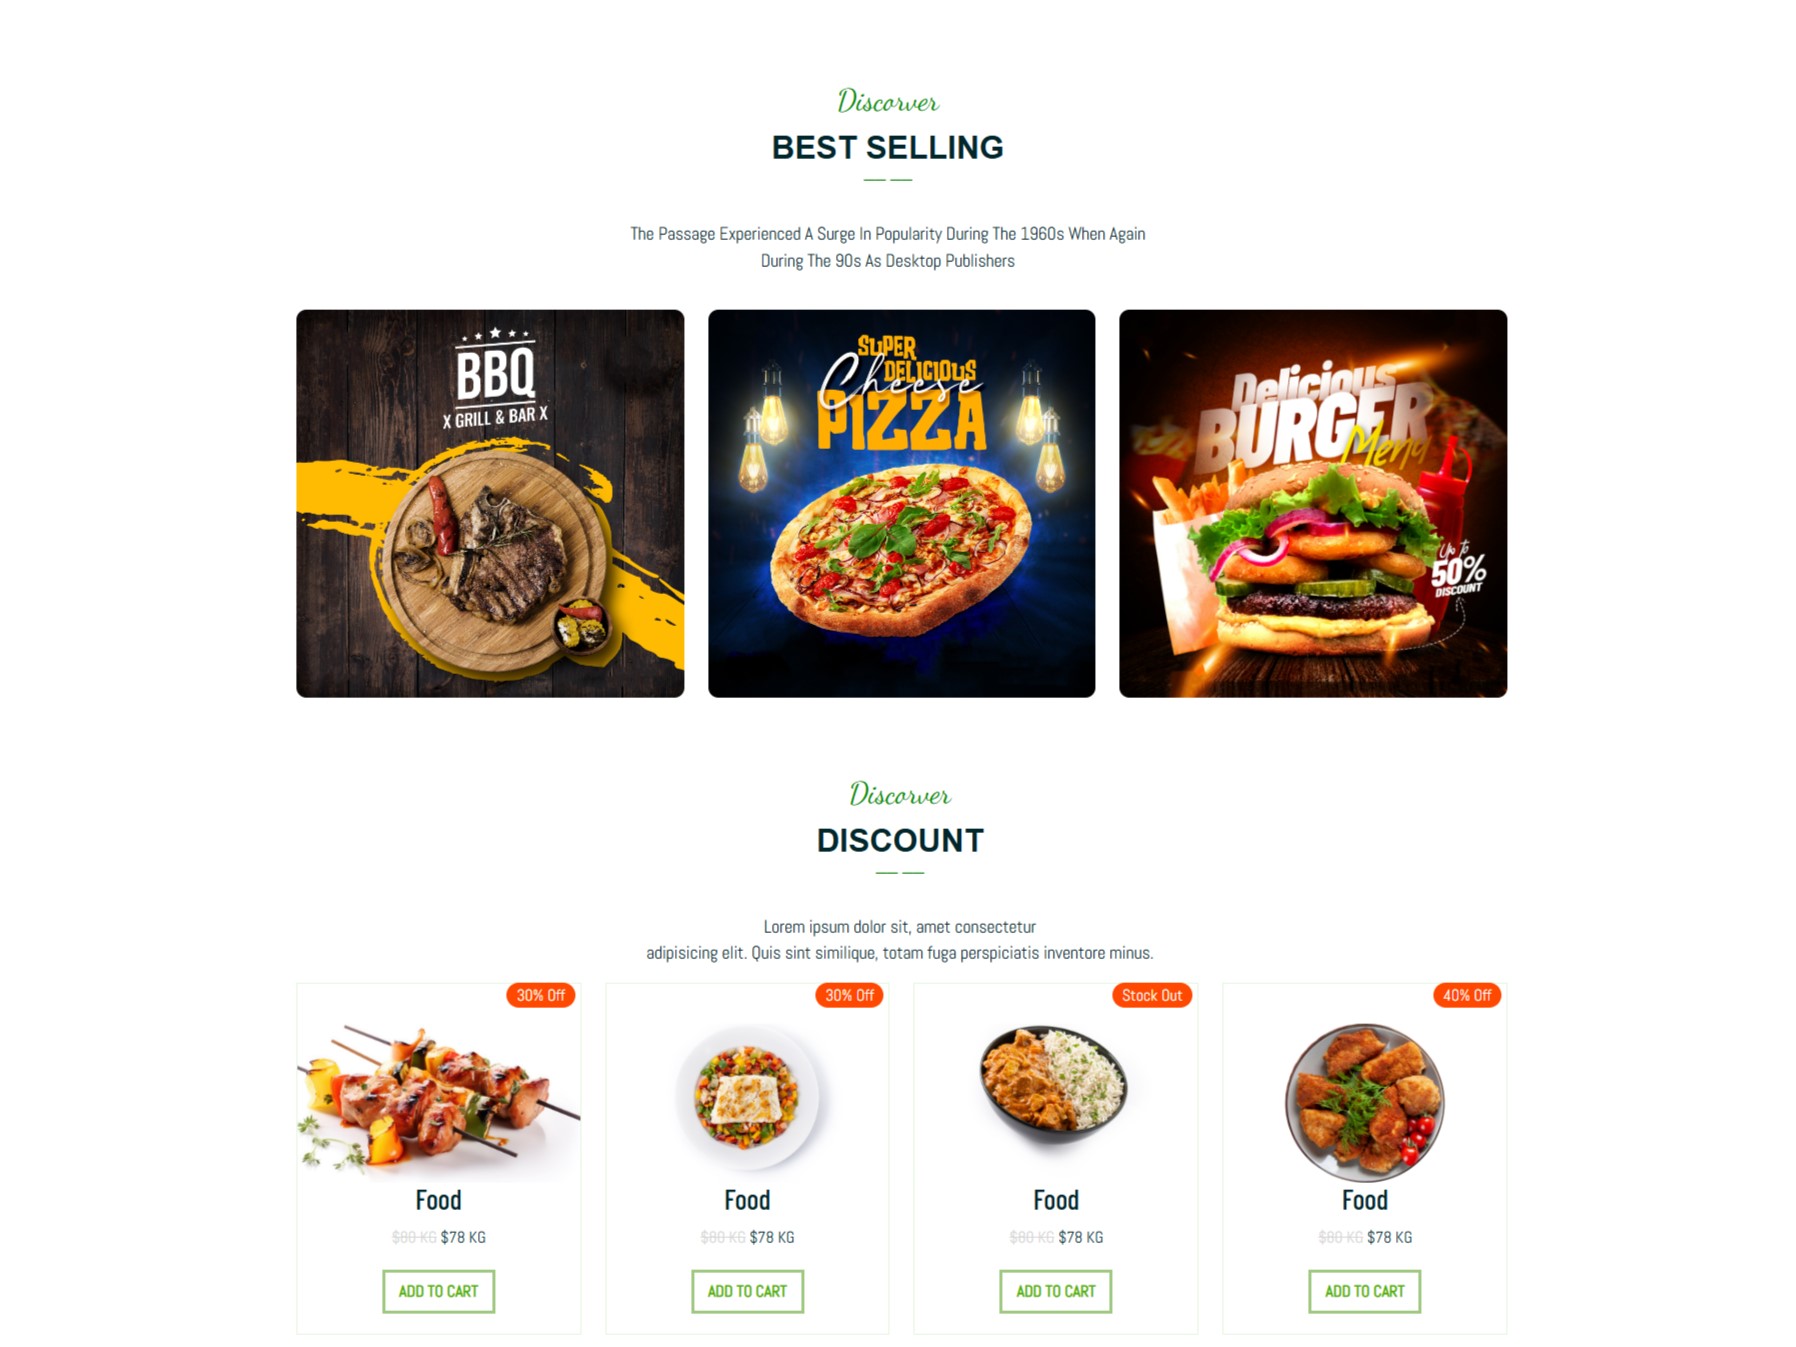 Discorver
BEST SELLING
The Passage Experienced A Surge In Popularity During The 1960s When Again
During The 90s As Desktop Publishers
BBQ
X GRILL & BAR X
SUPER
DELICIOUS
Cheese
PIZZA
Delicious
BURGER
Menu
Up to
50%
DISCOUNT
Discorver
DISCOUNT
Lorem ipsum dolor sit, amet consectetur
adipisicing elit. Quis sint similique, totam fuga perspiciatis inventore minus.
30% Off
Food
$80 KG $78 KG
ADD TO CART
30% Off
Food
$80 KG $78 KG
ADD TO CART
Stock Out
Food
$80 KG $78 KG
ADD TO CART
40% Off
Food
$80 KG $78 KG
ADD TO CART